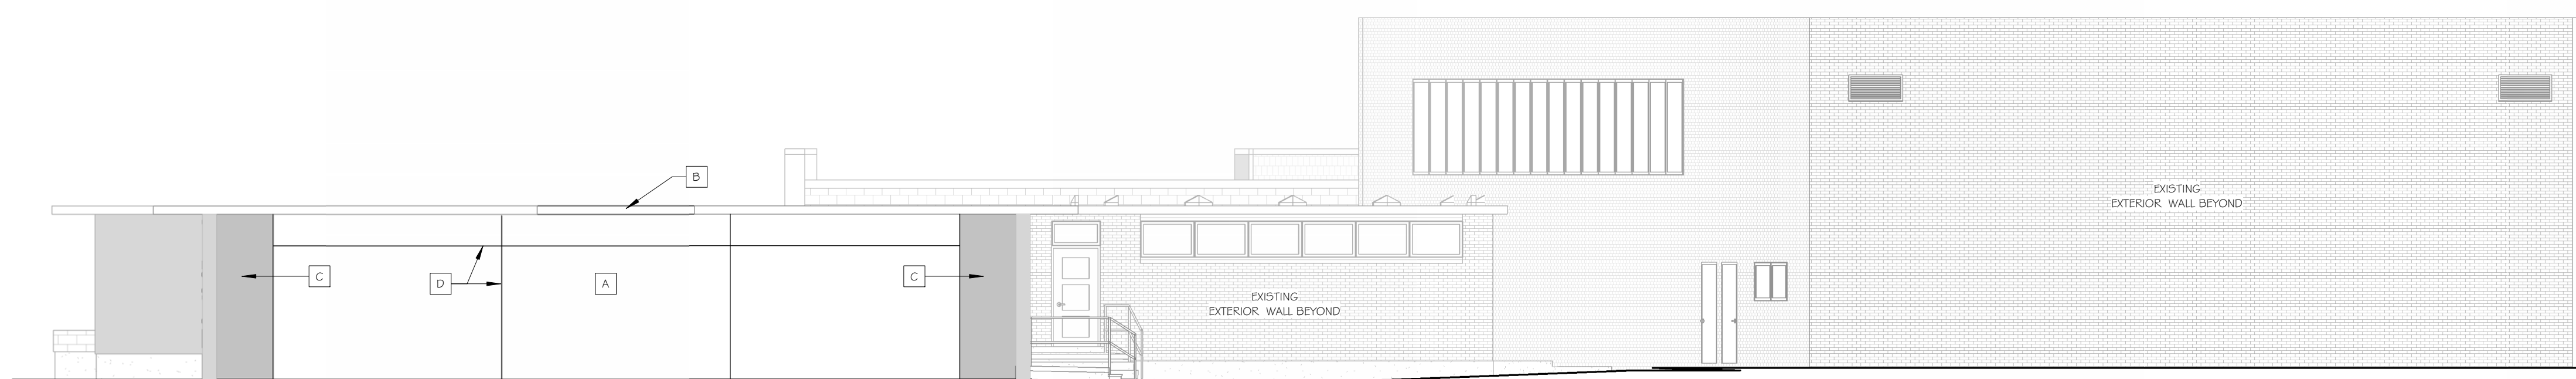 B
EXISTING
EXTERIOR WALL BEYOND
C
D
A
C
EXISTING
EXTERIOR WALL BEYOND